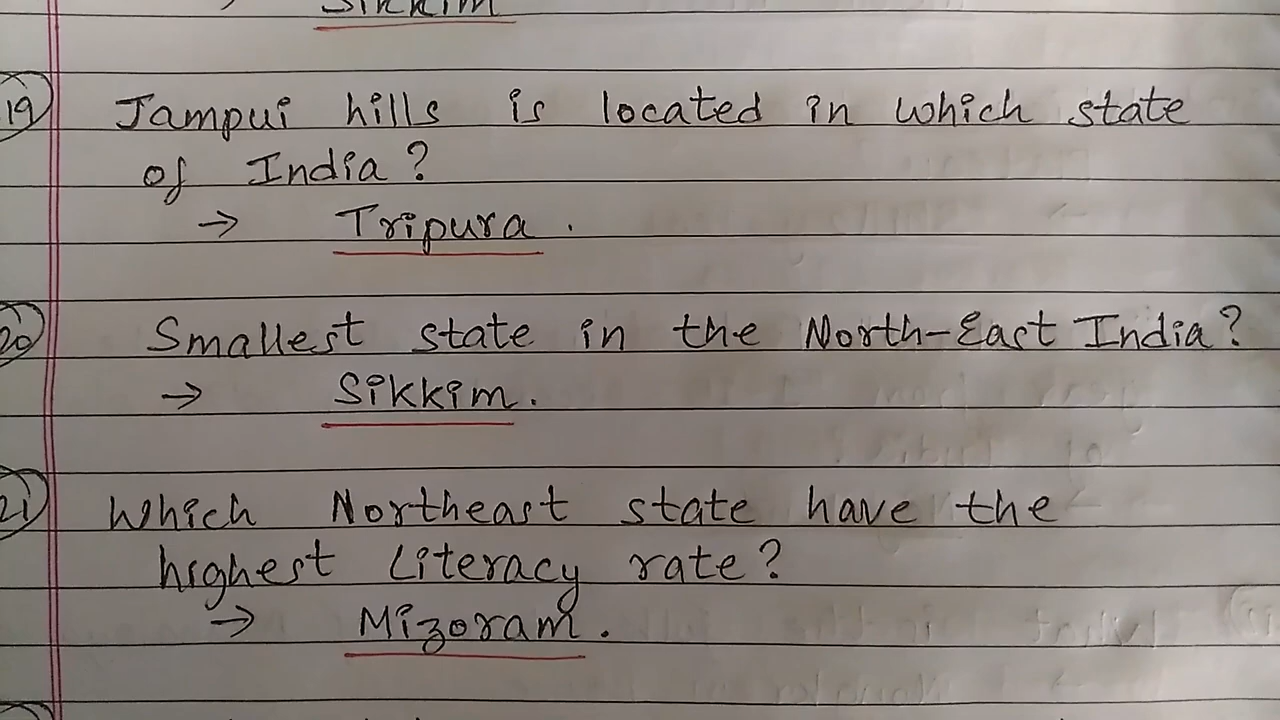 → Sikkim
19 Jampui hills is located in which state
of India?
→ Tripura.
20 Smallest state in the North-East India?
→ Sikkim.
21 Which Northeast state have the
highest Literacy rate?
→ Mizoram.